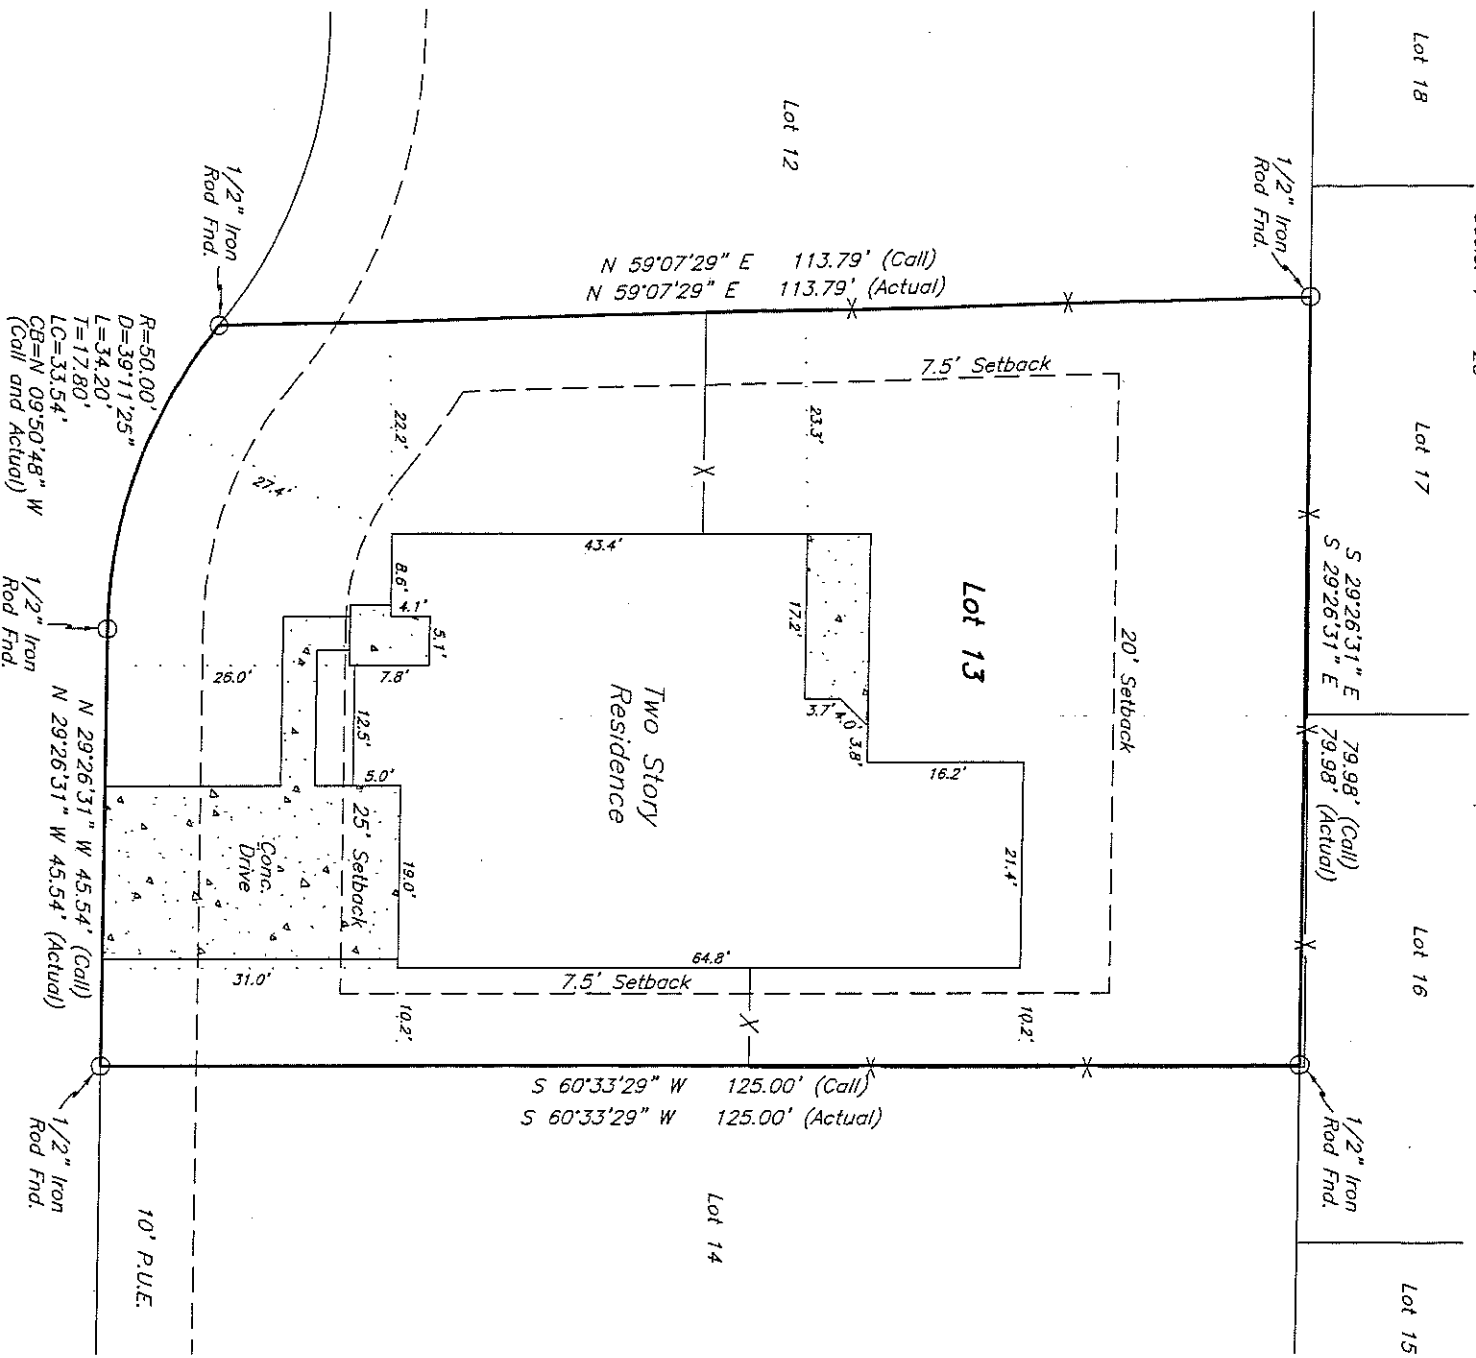 Lot 18
Lot 12
1/2" Iron
Rod Fnd.
1/2" Iron
Rod Fnd.
N 59°07'29" E 113.79' (Call)
N 59°07'29" E 113.79' (Actual)
7.5' Setback
R=50.00'
D=39°11'25"
L=34.20'
T=17.80'
LC=33.54'
CB=N 09°50'48" W
(Call and Actual)
22.2'
23.3'
27.4'
Lot 17
S 29°26'31" E 79.98' (Call)
S 29°26'31" E 79.98' (Actual)
43.4'
8.6'
4.1'
5.1'
7.8'
17.2'
3.7'
4.0'
3.8'
Lot 13
20' Setback
1/2" Iron
Rod Fnd.
26.0'
12.5'
5.0'
16.2'
Two Story
Residence
N 29°26'31" W 45.54' (Call)
N 29°26'31" W 45.54' (Actual)
Conc.
Drive
25' Setback
19.0'
21.4'
31.0'
64.8'
7.5' Setback
10.2'
10.2'
Lot 16
S 60°33'29" W 125.00' (Call)
S 60°33'29" W 125.00' (Actual)
1/2" Iron
Rod Fnd.
1/2" Iron
Rod Fnd.
10' P.U.E.
Lot 14
Lot 15